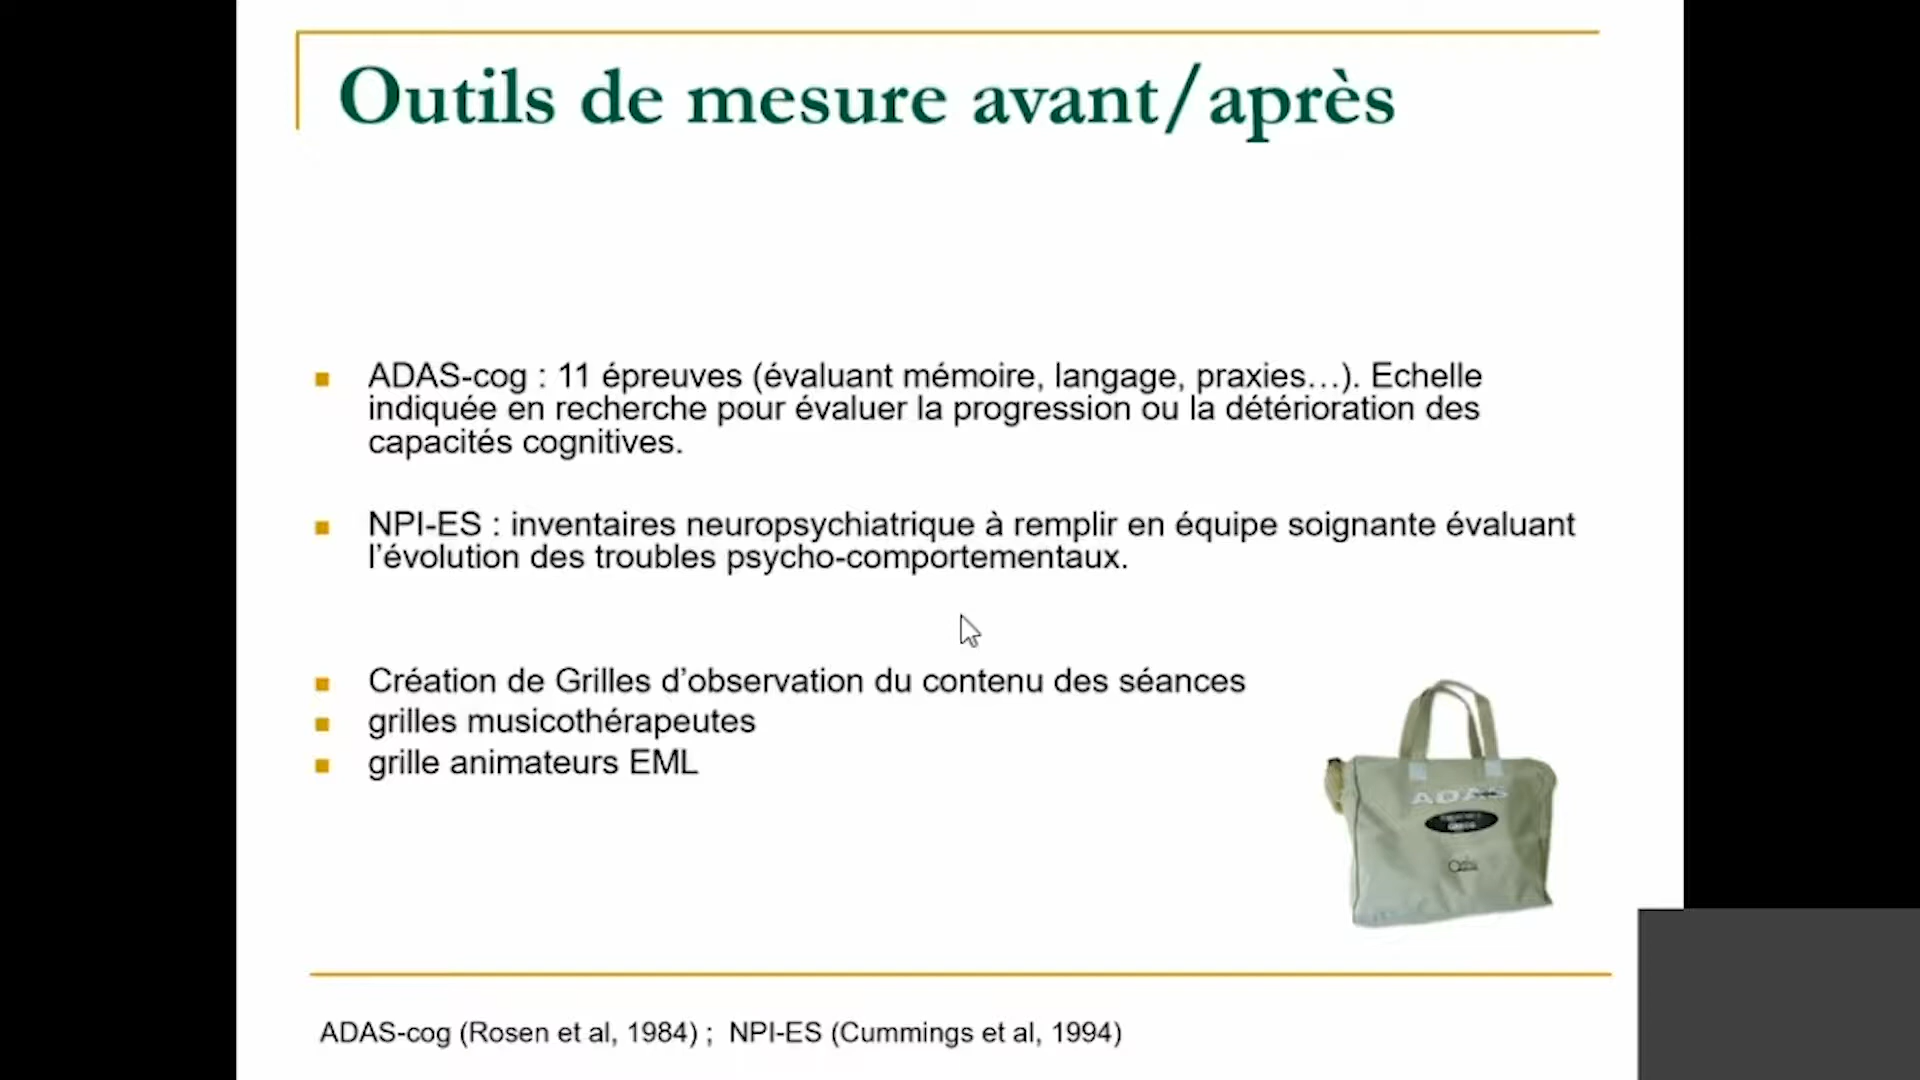 Outils de mesure avant/après
ADAS-cog : 11 épreuves (évaluant mémoire, langage, praxies…). Echelle
indiquée en recherche pour évaluer la progression ou la détérioration des
capacités cognitives.
NPI-ES : inventaires neuropsychiatrique à remplir en équipe soignante évaluant
l’évolution des troubles psycho-comportementaux.
Création de Grilles d’observation du contenu des séances
grilles musicothérapeutes
grille animateurs EML
ADAS
ADAS-cog (Rosen et al, 1984) ; NPI-ES (Cummings et al, 1994)